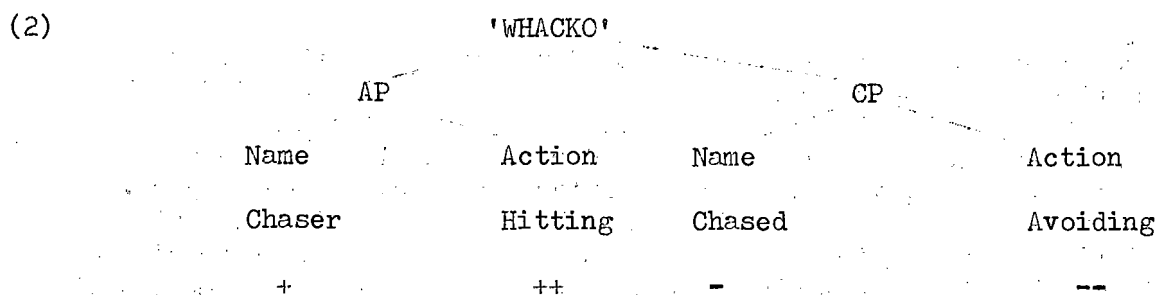 (2) 'WHACKO'
AP CP
Name Action Name Action
Chaser Hitting Chased Avoiding
+ ++ - --